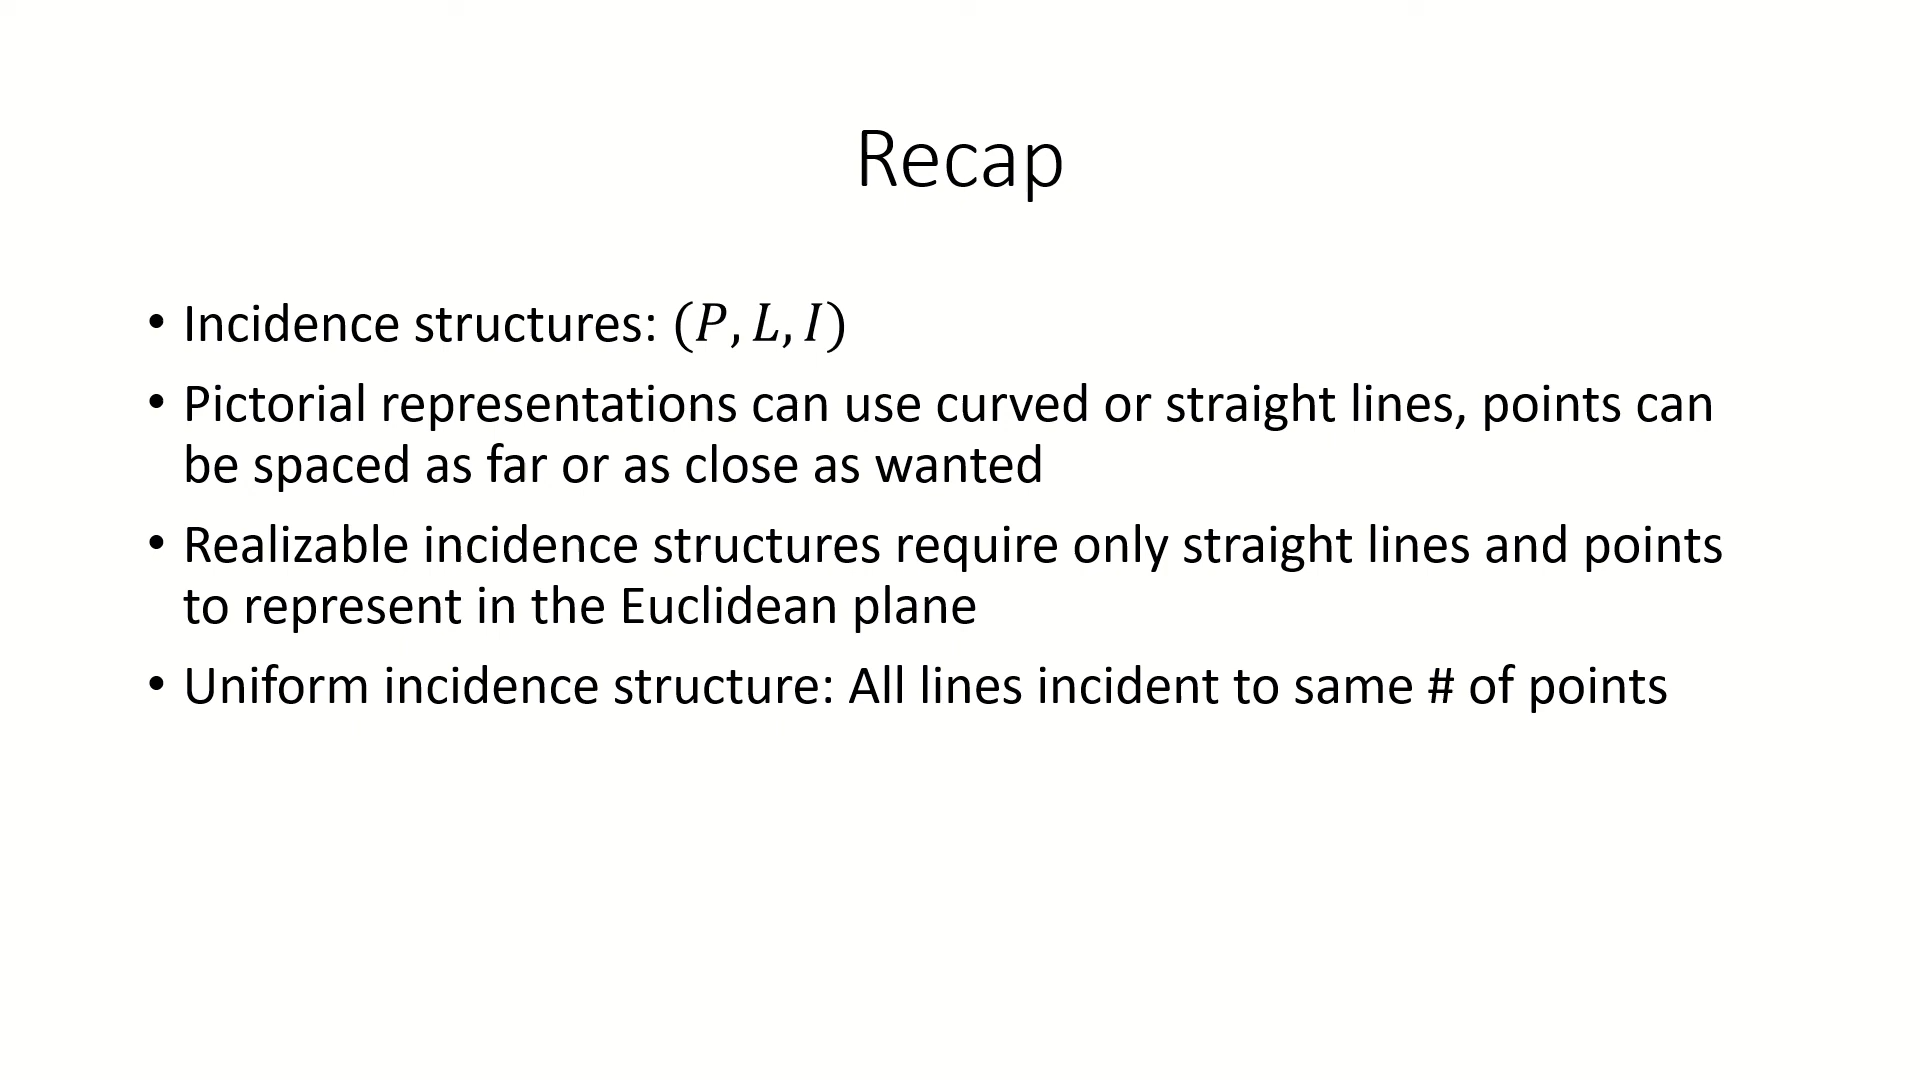 Recap
• Incidence structures: (P, L, I)
• Pictorial representations can use curved or straight lines, points can
be spaced as far or as close as wanted
• Realizable incidence structures require only straight lines and points
to represent in the Euclidean plane
• Uniform incidence structure: All lines incident to same # of points